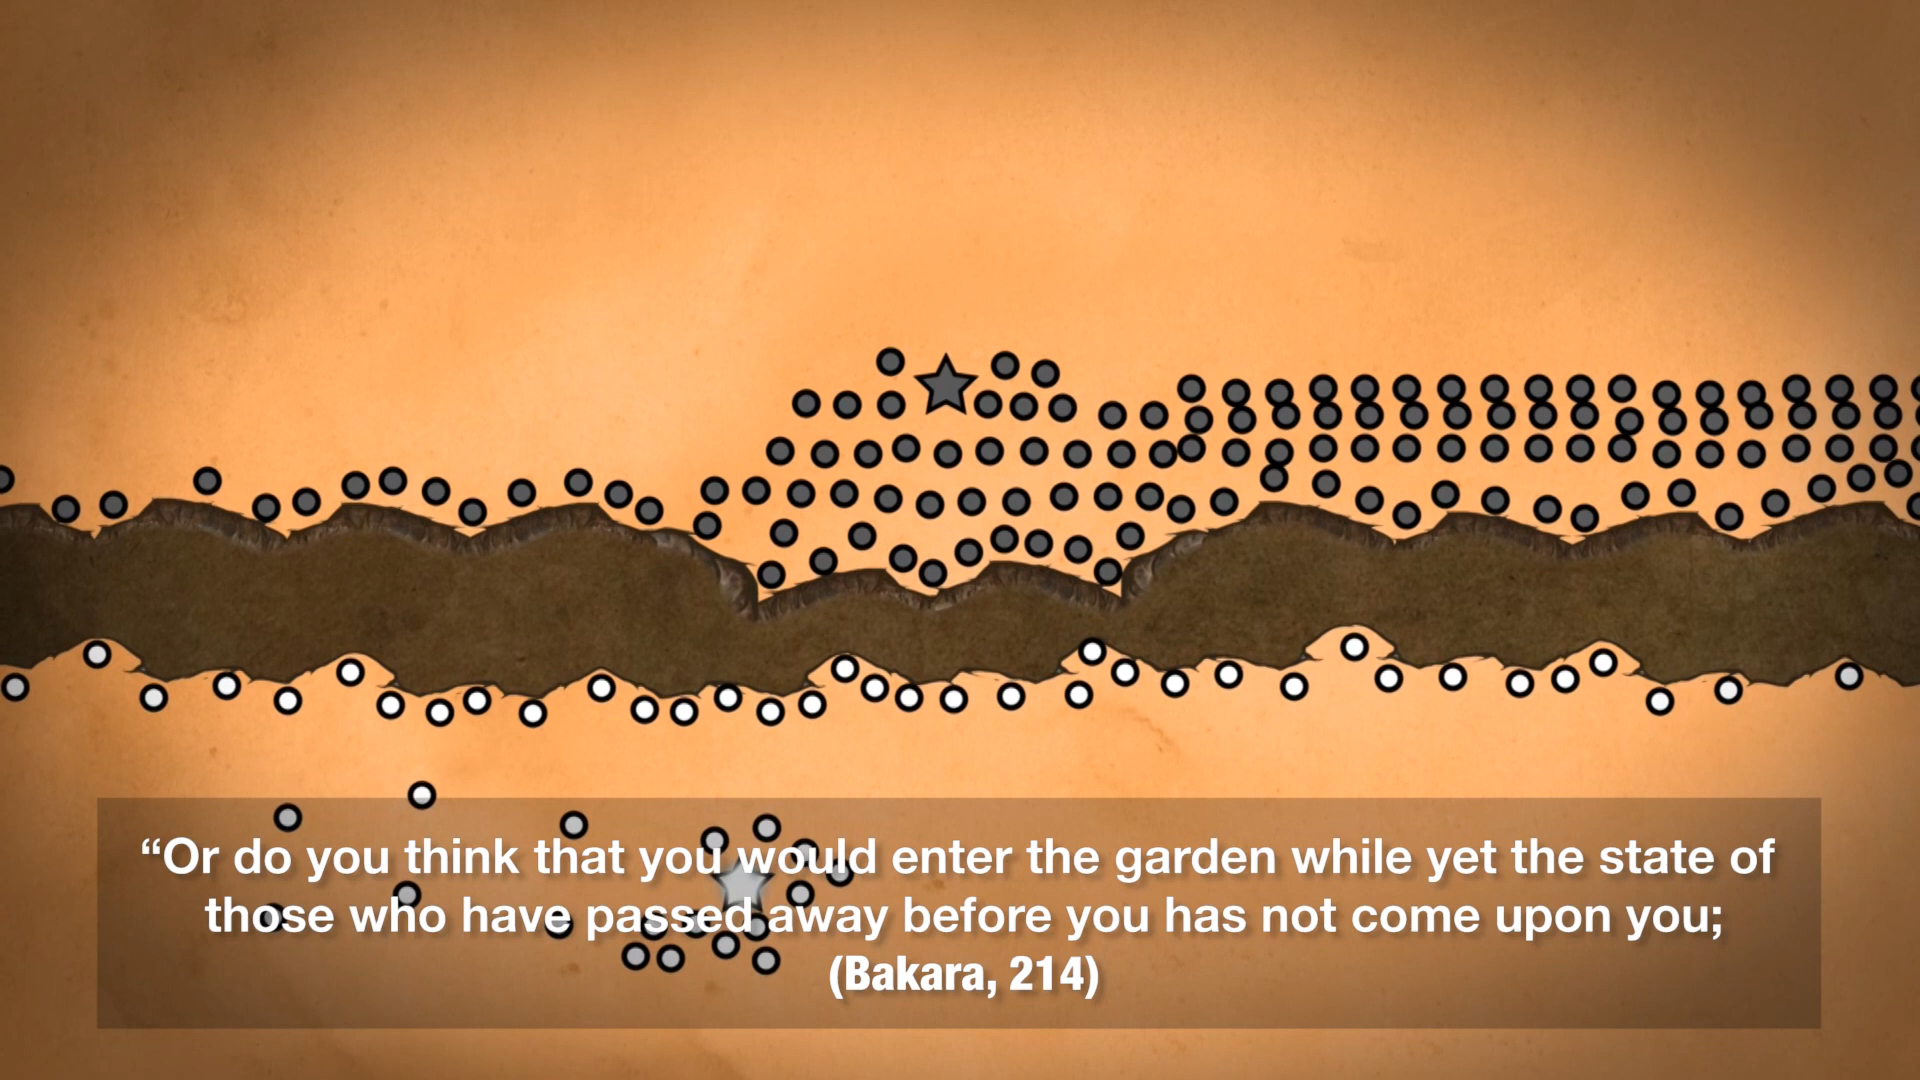 “Or do you think that you would enter the garden while yet the state of
those who have passed away before you has not come upon you;
(Bakara, 214)